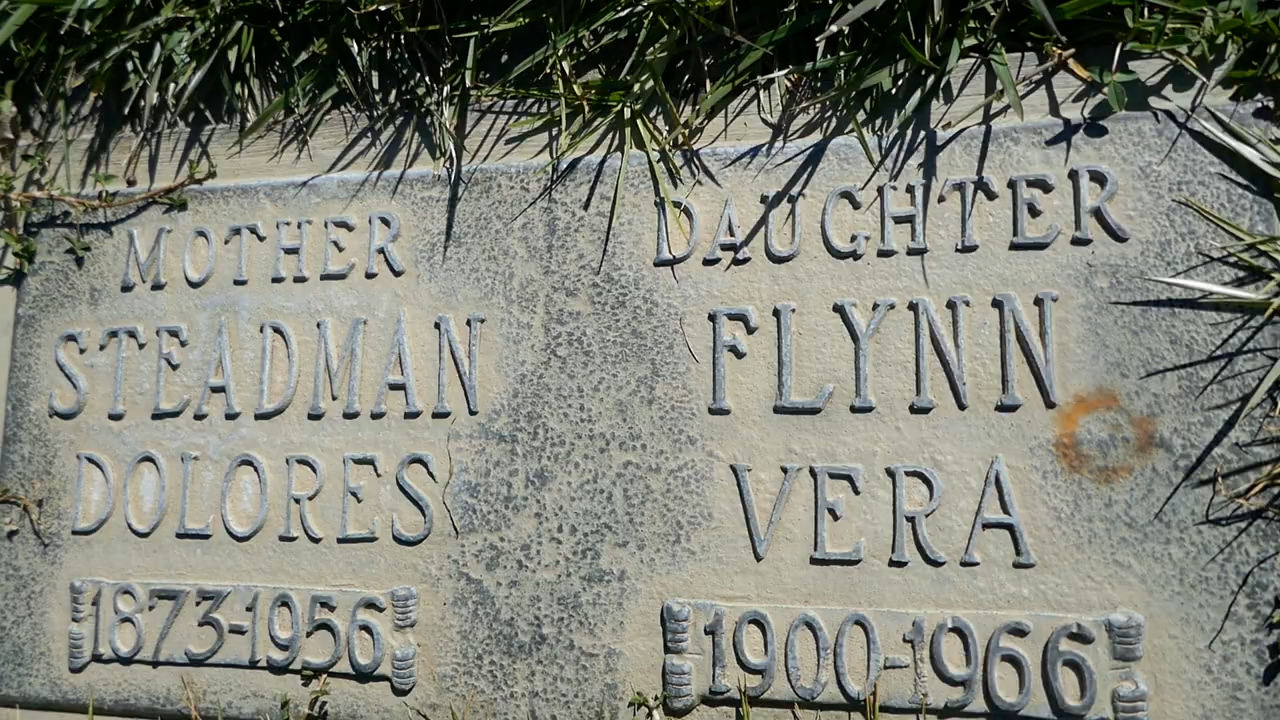 MOTHER
STEADMAN
DOLORES
1873-1956
DAUGHTER
FLYNN
VERA
1900-1966